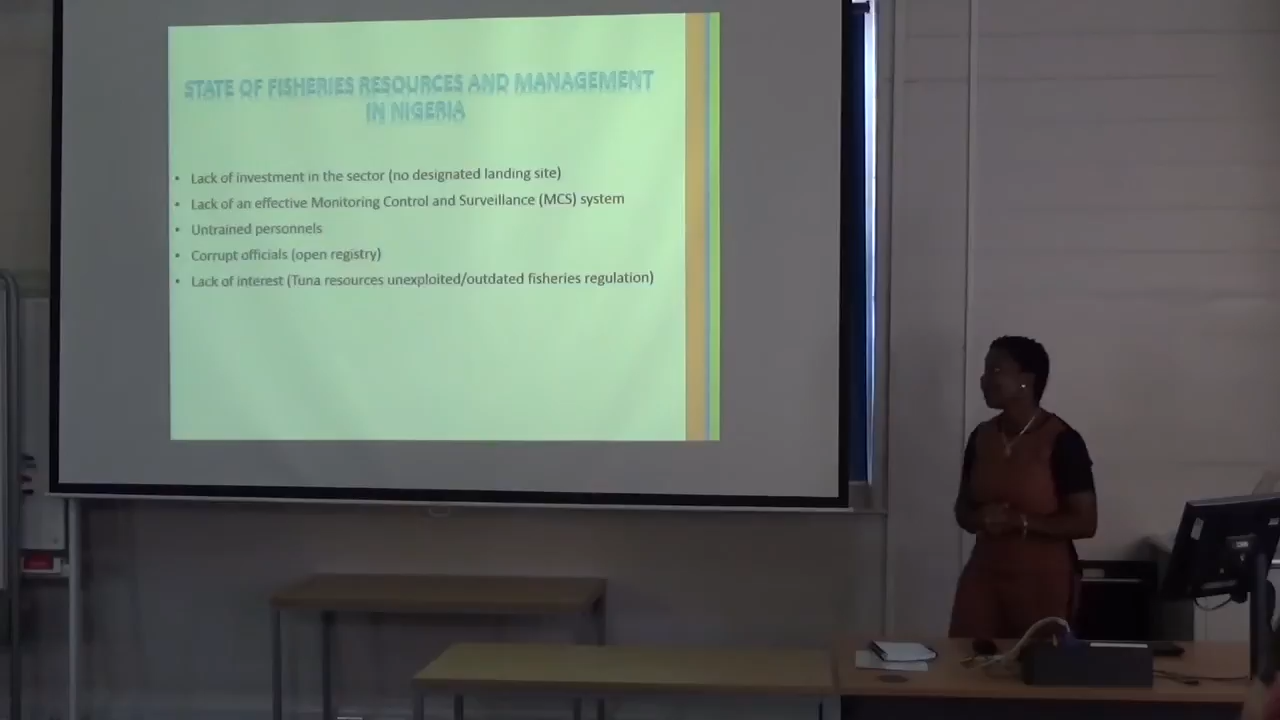 STATE OF FISHERIES RESOURCES AND MANAGEMENT
IN NIGERIA
• Lack of investment in the sector (no designated landing site)
• Lack of an effective Monitoring Control and Surveillance (MCS) system
• Untrained personnels
• Corrupt officials (open registry)
• Lack of interest (Tuna resources unexploited/outdated fisheries regulation)